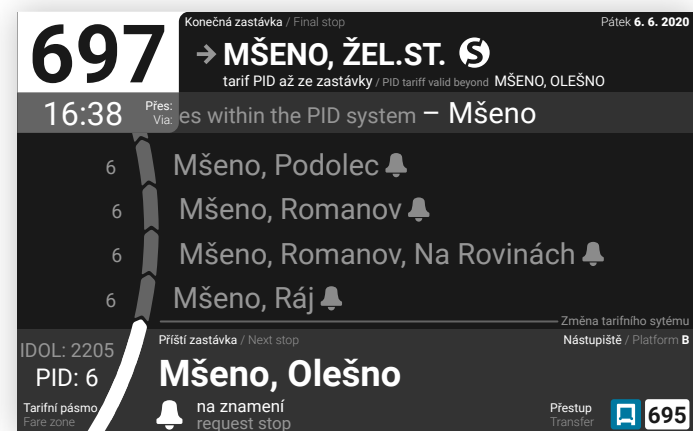 697
Konečná zastávka / Final stop
Pátek 6. 6. 2020
MŠENO, ŽEL.ST. S
tarif PID až ze zastávky / PID tariff valid beyond MŠENO, OLEŠNO
16:38
Přes:
Via:
es within the PID system – Mšeno
6 Mšeno, Podolec
6 Mšeno, Romanov
6 Mšeno, Romanov, Na Rovinách
6 Mšeno, Ráj
Změna tarifního sytému
IDOL: 2205
PID: 6
Tarifní pásmo
Fare zone
Příští zastávka / Next stop
Nástupiště / Platform B
Mšeno, Olešno
na znamení
request stop
Přestup
Transfer
695